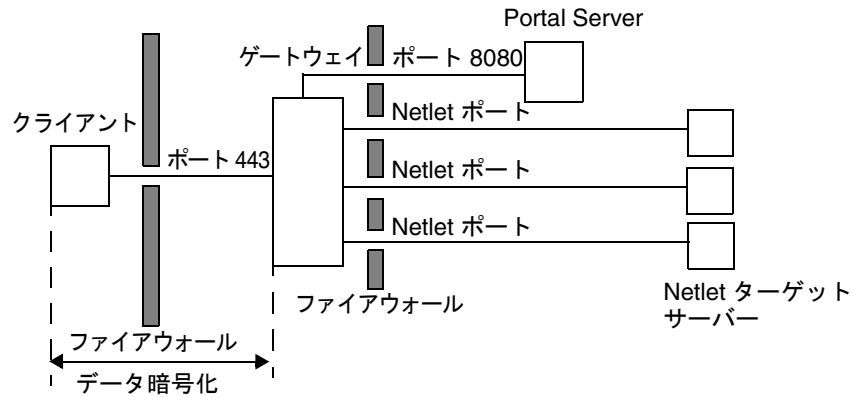 Portal Server
ゲートウェイ
ポート 8080
クライアント
Netlet ポート
ポート 443
Netlet ポート
Netlet ポート
ファイアウォール
Netlet ターゲット
サーバー
ファイアウォール
データ暗号化